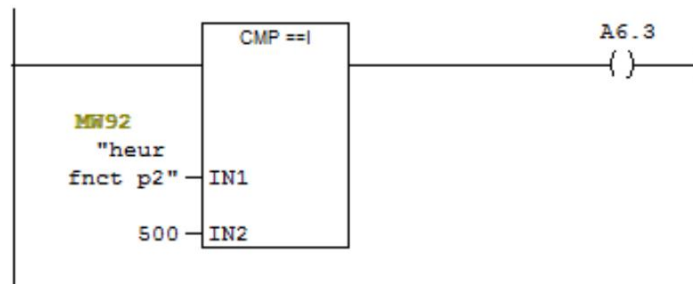 CMP ==I
A6.3
MW92
"heur
fnct p2"
IN1
500
IN2